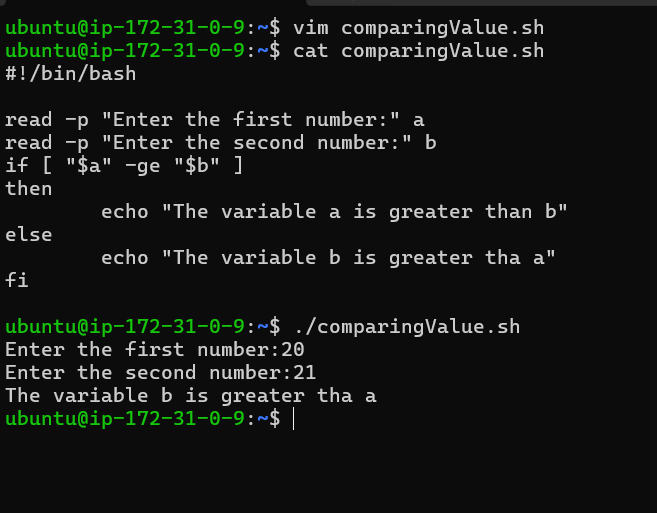 ubuntu@ip-172-31-0-9:~$ vim comparingValue.sh
ubuntu@ip-172-31-0-9:~$ cat comparingValue.sh
#!/bin/bash
read -p "Enter the first number:" a
read -p "Enter the second number:" b
if [ "$a" -ge "$b" ]
then
echo "The variable a is greater than b"
else
echo "The variable b is greater tha a"
fi
ubuntu@ip-172-31-0-9:~$ ./comparingValue.sh
Enter the first number:20
Enter the second number:21
The variable b is greater tha a
ubuntu@ip-172-31-0-9:~$